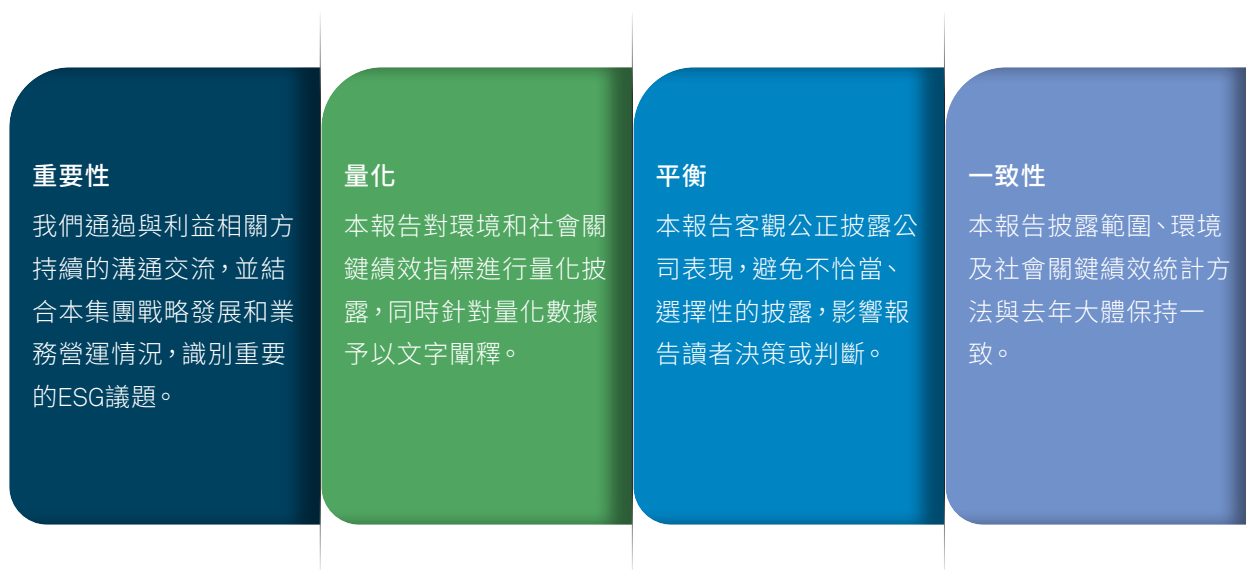 重要性
我們通過與利益相關方
持續的溝通交流，並結
合本集團戰略發展和業
務營運情況，識別重要
的ESG議題。
量化
本報告對環境和社會關
鍵績效指標進行量化披
露，同時針對量化數據
予以文字闡釋。
平衡
本報告客觀公正披露公
司表現，避免不恰當、
選擇性的披露，影響報
告讀者決策或判斷。
一致性
本報告披露範圍、環境
及社會關鍵績效統計方
法與去年大體保持一
致。